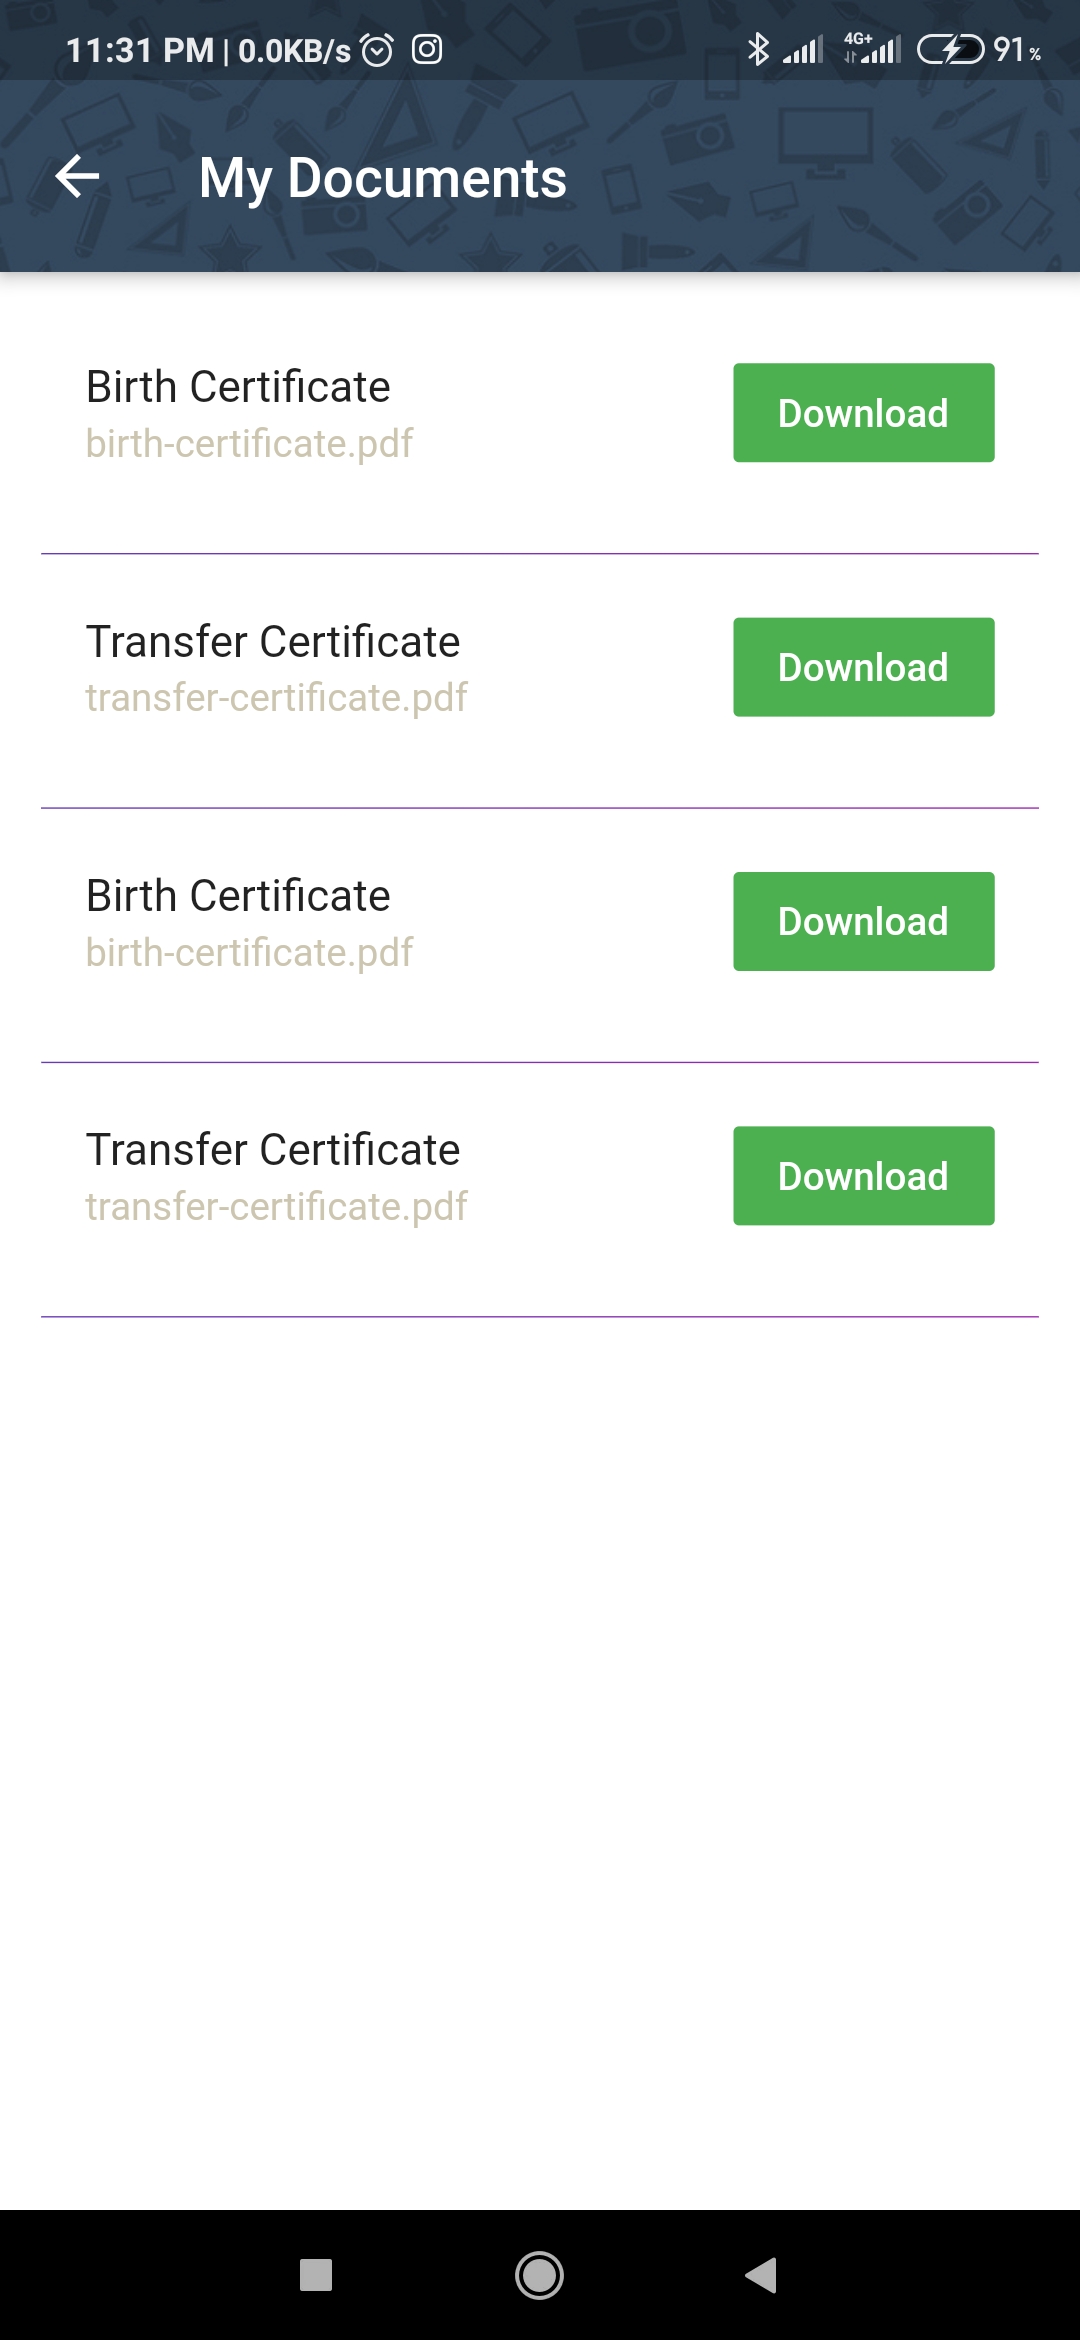 11:31 PM | 0.0KB/s 4G+ 91%
My Documents
Birth Certificate
birth-certificate.pdf
Download
Transfer Certificate
transfer-certificate.pdf
Download
Birth Certificate
birth-certificate.pdf
Download
Transfer Certificate
transfer-certificate.pdf
Download